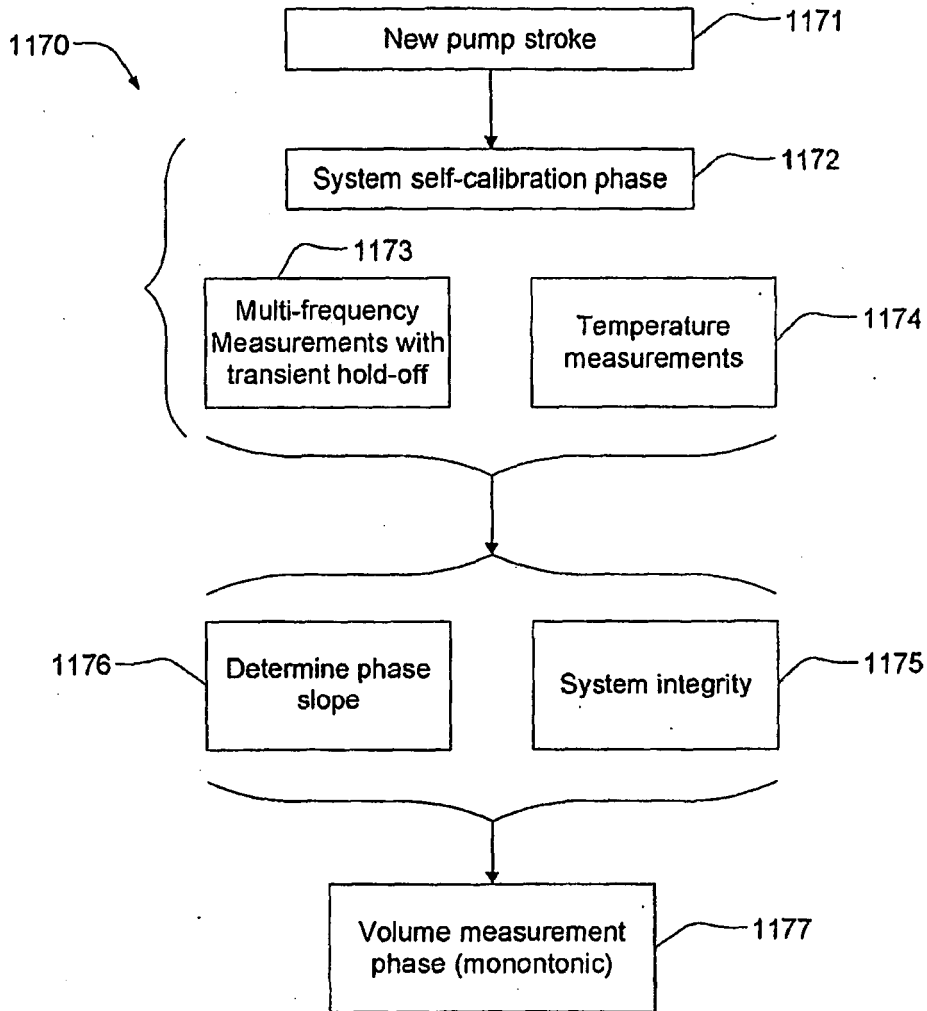 1170
New pump stroke
1171
System self-calibration phase
1172
1173
Multi-frequency
Measurements with
transient hold-off
Temperature
measurements
1174
1176
Determine phase
slope
System integrity
1175
Volume measurement
phase (monontonic)
1177